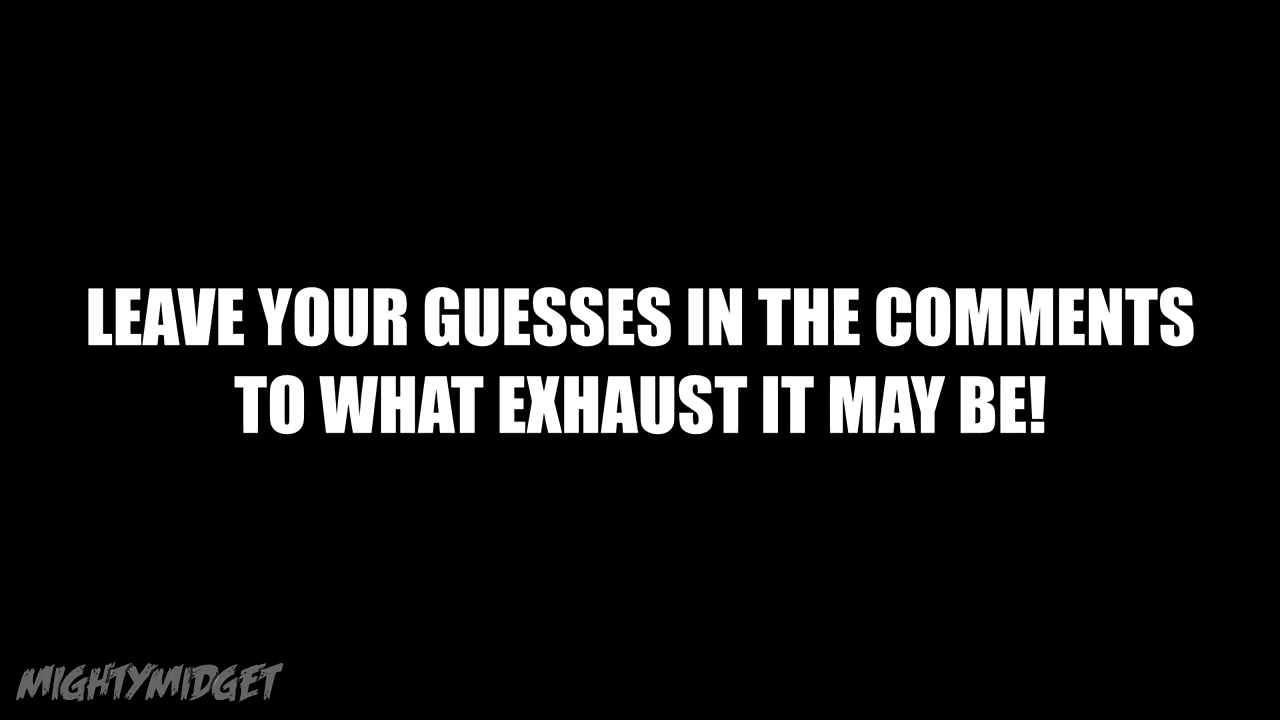 LEAVE YOUR GUESSES IN THE COMMENTS
TO WHAT EXHAUST IT MAY BE!
MIGHTYMIDGET